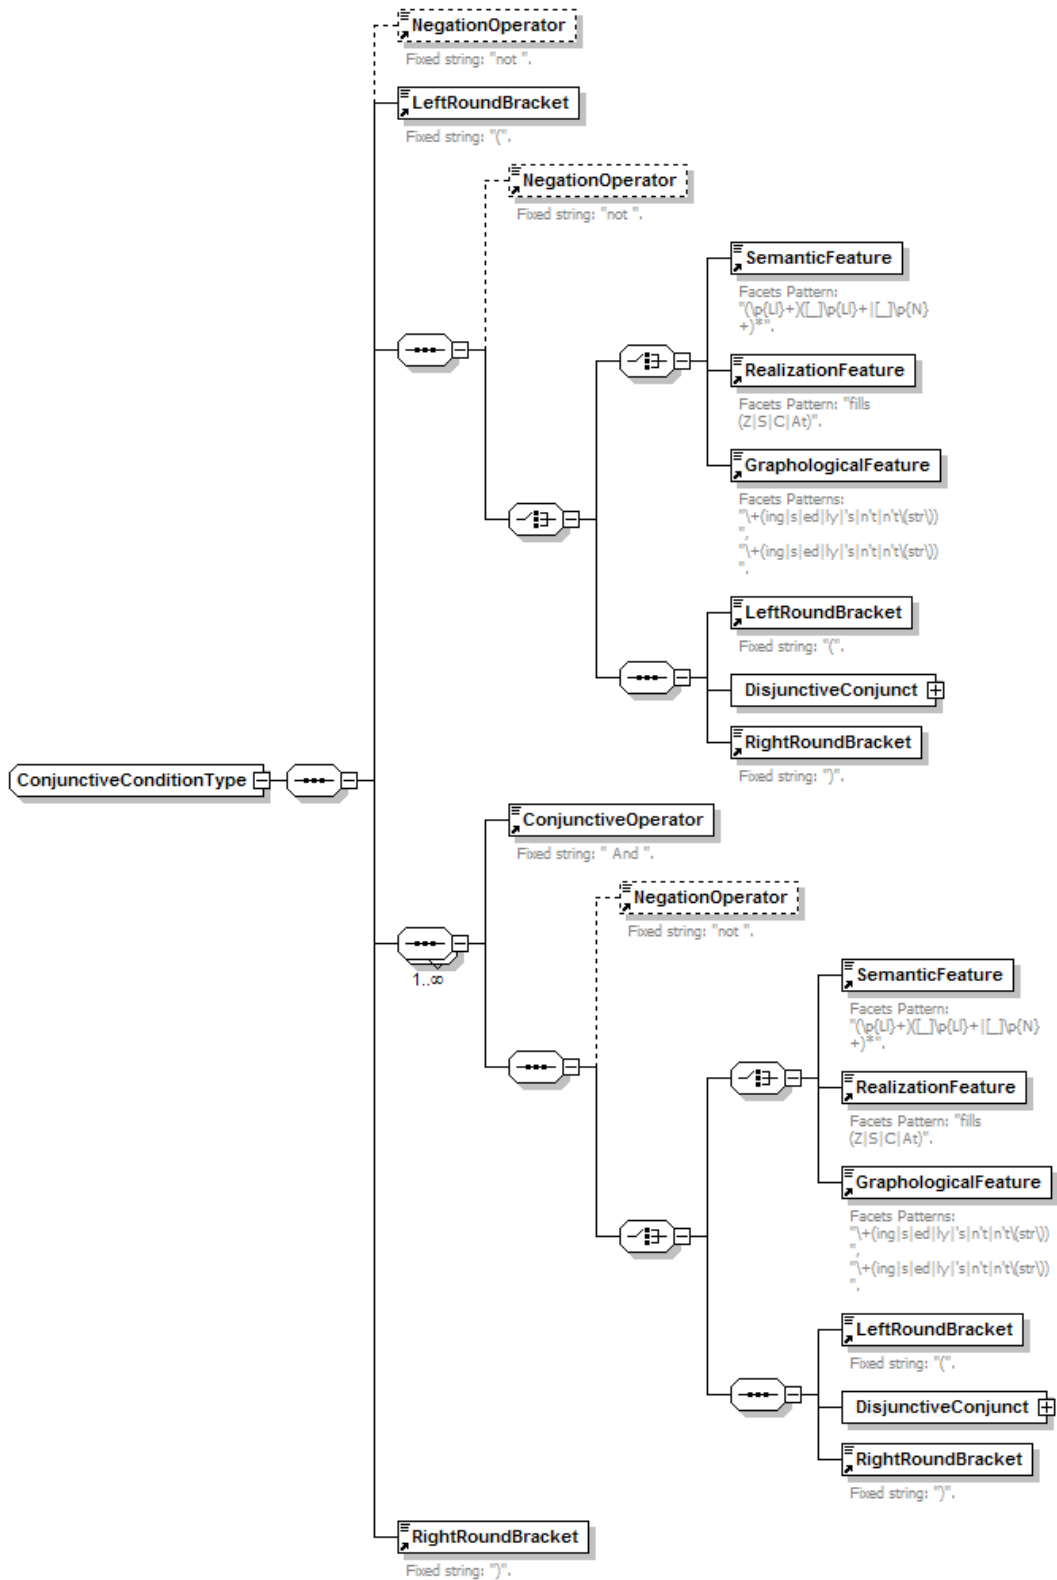 NegationOperator
Fixed string: "not ".
LeftRoundBracket
Fixed string: "(".
NegationOperator
Fixed string: "not ".
SemanticFeature
Facets Pattern:
"(\p{Ll}+)([_]\p{Ll}+|[_]\p{N}
+)*".
RealizationFeature
Facets Pattern: "fills
(Z|S|C|At)".
GraphologicalFeature
Facets Patterns:
"\+(ing|s|ed|ly|'s|n't|n't\(str\))
",
"\+(ing|s|ed|ly|'s|n't|n't\(str\))
".
LeftRoundBracket
Fixed string: "(".
DisjunctiveConjunct
RightRoundBracket
Fixed string: ")".
ConjunctiveConditionType
ConjunctiveOperator
Fixed string: " And ".
NegationOperator
Fixed string: "not ".
1..∞
SemanticFeature
Facets Pattern:
"(\p{Ll}+)([_]\p{Ll}+|[_]\p{N}
+)*".
RealizationFeature
Facets Pattern: "fills
(Z|S|C|At)".
GraphologicalFeature
Facets Patterns:
"\+(ing|s|ed|ly|'s|n't|n't\(str\))
",
"\+(ing|s|ed|ly|'s|n't|n't\(str\))
".
LeftRoundBracket
Fixed string: "(".
DisjunctiveConjunct
RightRoundBracket
Fixed string: ")".
RightRoundBracket
Fixed string: ")".